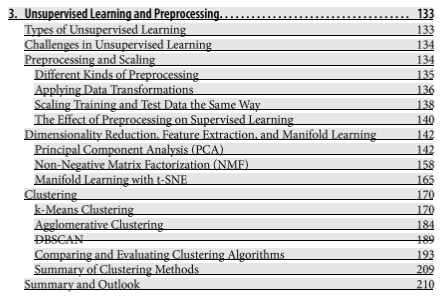 3. Unsupervised Learning and Preprocessing. . . . . . . . . . . . . . . . . . . . . . . . . . . . . . . . . . 133
Types of Unsupervised Learning 133
Challenges in Unsupervised Learning 134
Preprocessing and Scaling 134
Different Kinds of Preprocessing 135
Applying Data Transformations 136
Scaling Training and Test Data the Same Way 138
The Effect of Preprocessing on Supervised Learning 140
Dimensionality Reduction, Feature Extraction, and Manifold Learning 142
Principal Component Analysis (PCA) 142
Non-Negative Matrix Factorization (NMF) 158
Manifold Learning with t-SNE 165
Clustering 170
k-Means Clustering 170
Agglomerative Clustering 184
DBSCAN 189
Comparing and Evaluating Clustering Algorithms 193
Summary of Clustering Methods 209
Summary and Outlook 210